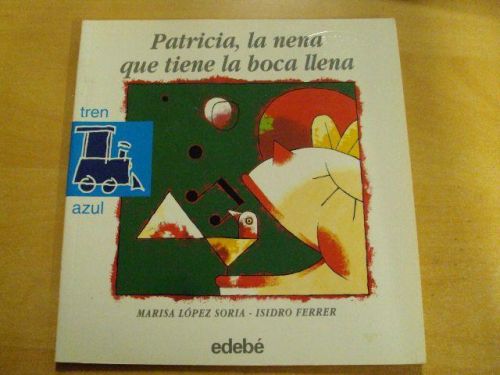 Patricia, la nena
que tiene la boca llena
tren
azul
MARISA LÓPEZ SORIA - ISIDRO FERRER
edebé